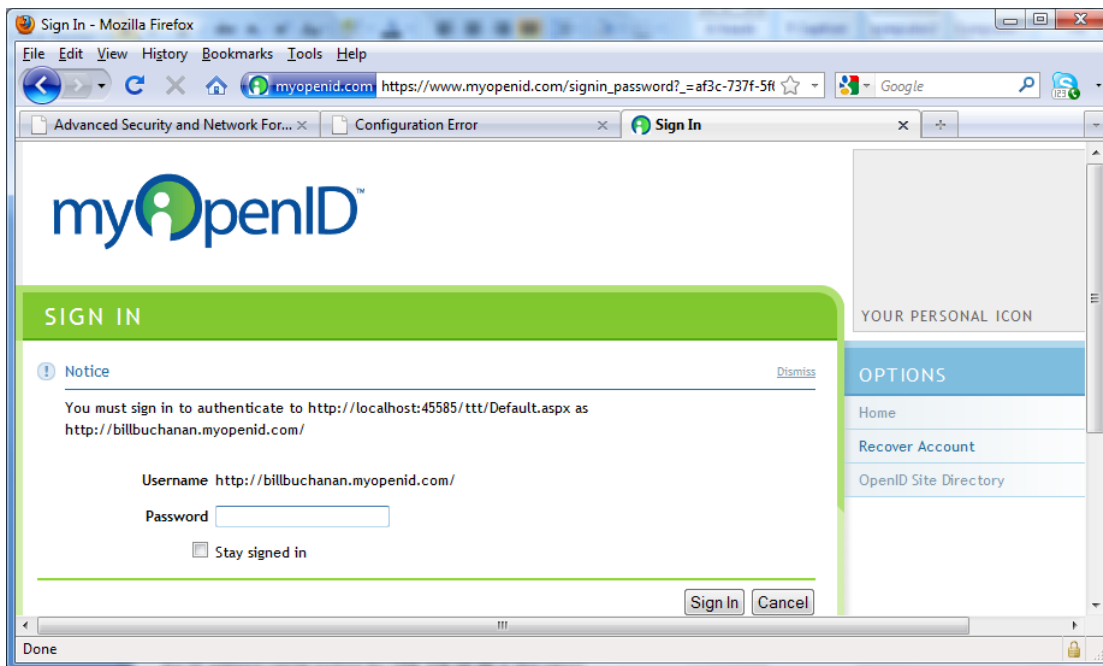 Sign In - Mozilla Firefox
File Edit View History Bookmarks Tools Help
myopenid.com https://www.myopenid.com/signin_password?_=af3c-737f-5f Google
Advanced Security and Network For... Configuration Error Sign In
myOpenID™
YOUR PERSONAL ICON
SIGN IN
Notice Dismiss
You must sign in to authenticate to http://localhost:45585/ttt/Default.aspx as
http://billbuchanan.myopenid.com/
Username http://billbuchanan.myopenid.com/
Password
Stay signed in
Sign In Cancel
OPTIONS
Home
Recover Account
OpenID Site Directory
Done